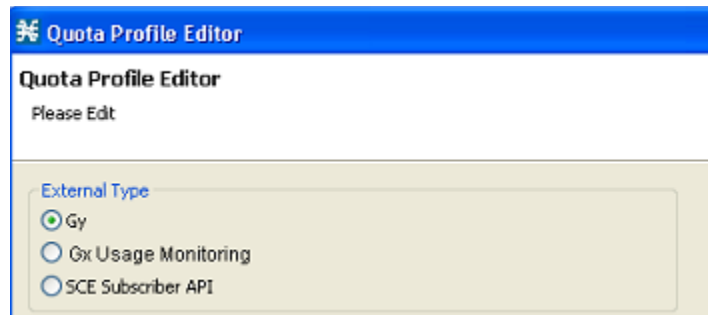 Quota Profile Editor
Quota Profile Editor
Please Edit
External Type
Gy
Gx Usage Monitoring
SCE Subscriber API